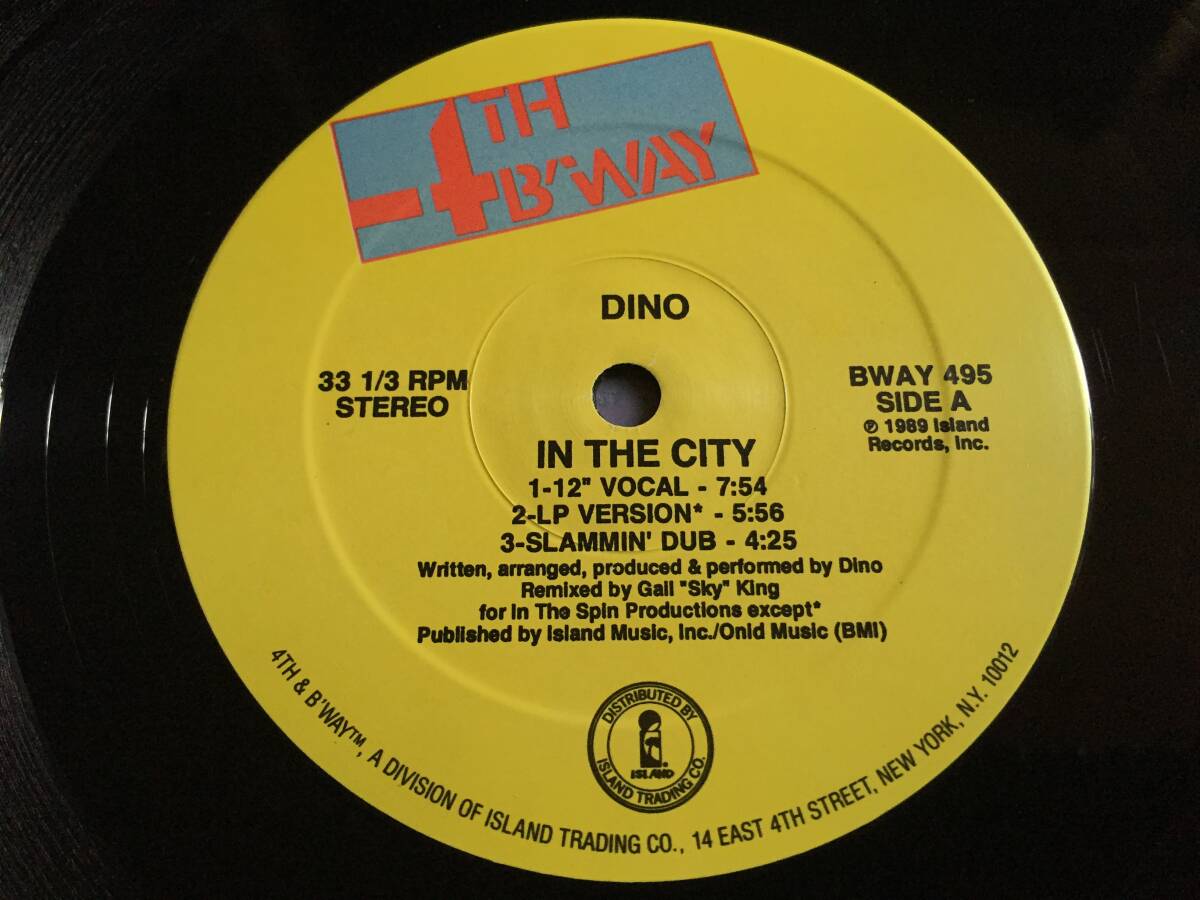 4TH
B'WAY
DINO
33 1/3 RPM
STEREO
BWAY 495
SIDE A
℗ 1989 Island
Records, Inc.
IN THE CITY
1-12" VOCAL - 7:54
2-LP VERSION* - 5:56
3-SLAMMIN' DUB - 4:25
Written, arranged, produced & performed by Dino
Remixed by Gail "Sky" King
for In The Spin Productions except*
Published by Island Music, Inc./Onid Music (BMI)
DISTRIBUTED BY
ISLAND
ISLAND TRADING CO.
4TH & B'WAY™, A DIVISION OF ISLAND TRADING CO., 14 EAST 4TH STREET, NEW YORK, N.Y. 10012